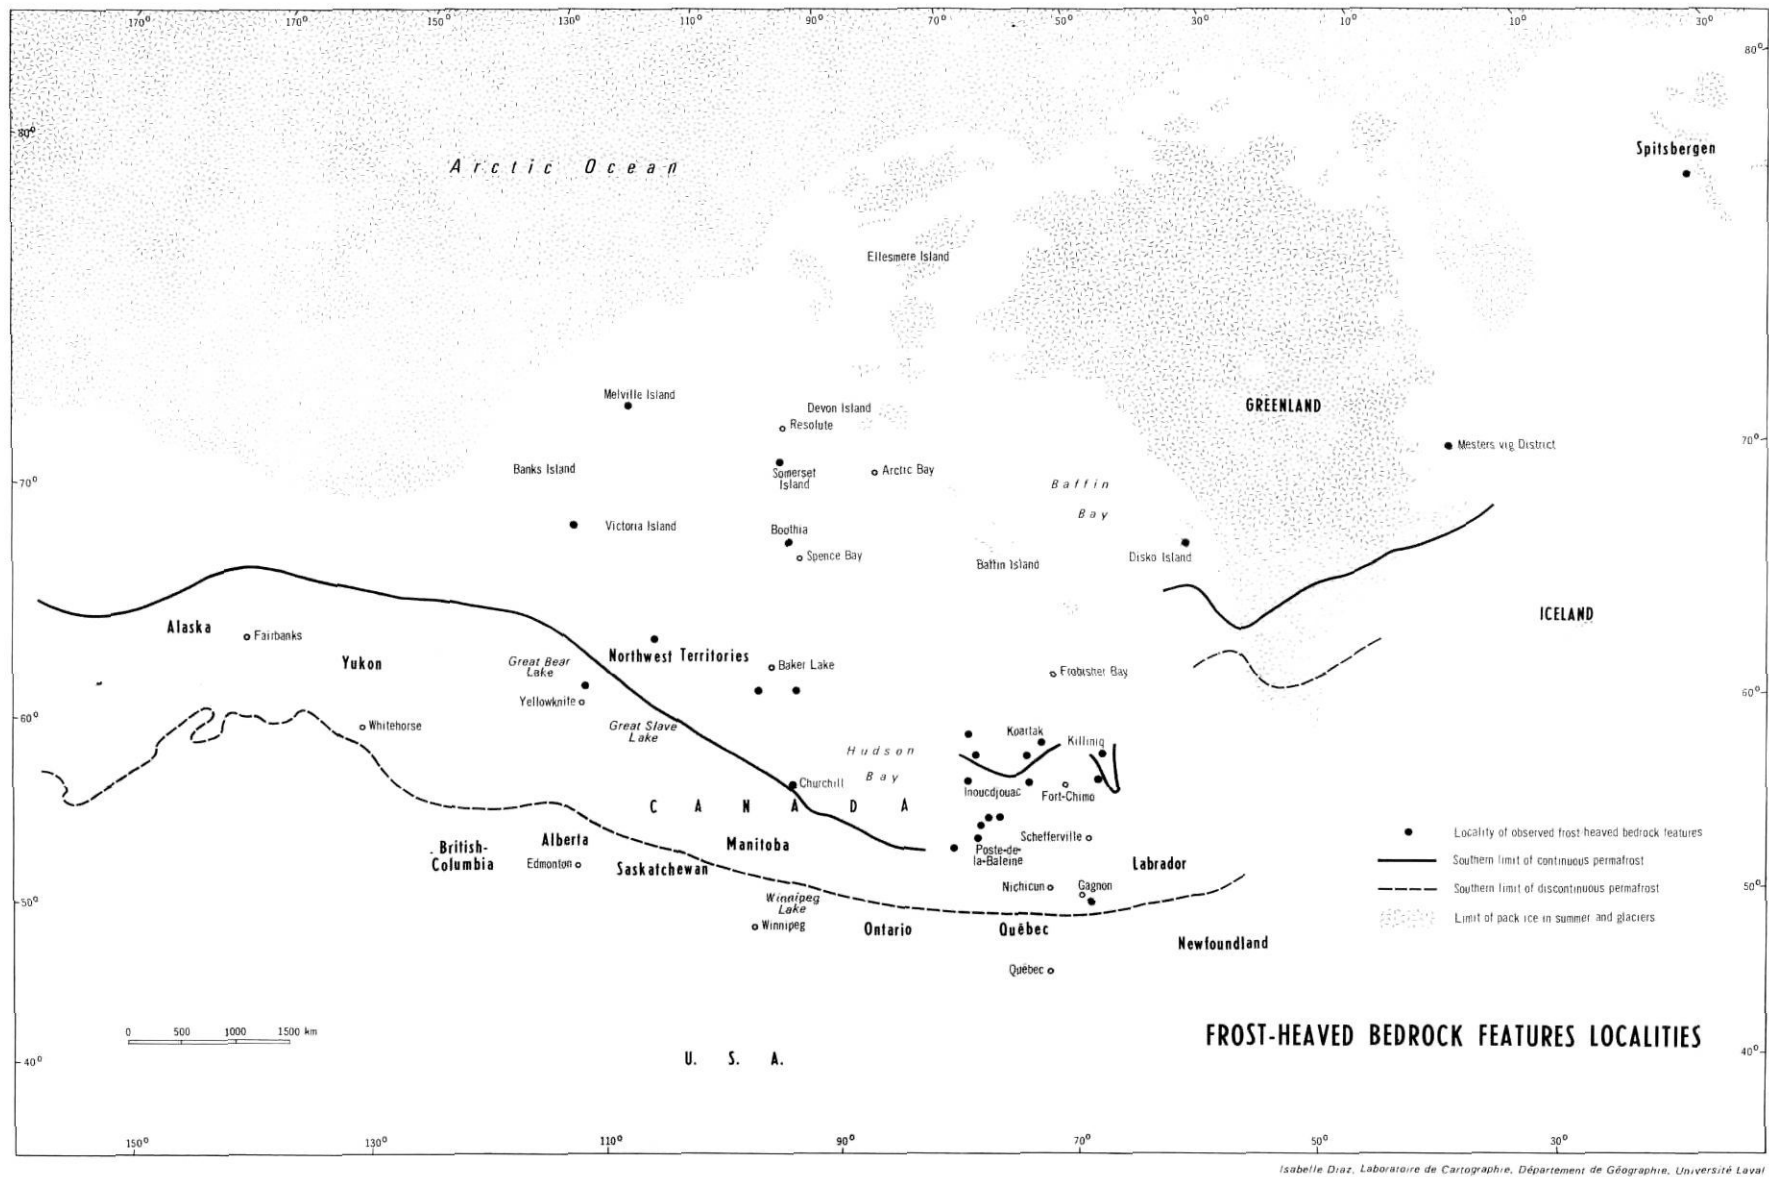 170° 170° 150° 130° 110° 90° 70° 50° 30° 10° 10° 30°
80°
80°
Arctic Ocean
Spitsbergen
Ellesmere Island
Melville Island
Devon Island
Resolute
GREENLAND
Mesters vig District
70°
Banks Island
Somerset
Island
Arctic Bay
Baffin
Bay
70°
Victoria Island
Boothia
Spence Bay
Baffin Island
Disko Island
ICELAND
Alaska
Fairbanks
Yukon
Great Bear
Lake
Northwest Territories
Baker Lake
Frobisher Bay
Yellowknife
60°
60°
Whitehorse
Great Slave
Lake
Hudson
Bay
Koartak
Killiniq
Churchill
Inoucdjouac
Fort-Chimo
CANADA
Alberta
Manitoba
Schefferville
British-
Columbia
Edmonton
Saskatchewan
Poste-de-
la-Baleine
Labrador
Nichicun
Gagnon
50°
50°
Winnipeg
Lake
Winnipeg
Ontario
Québec
Newfoundland
Québec
Locality of observed frost-heaved bedrock features
Southern limit of continuous permafrost
Southern limit of discontinuous permafrost
Limit of pack ice in summer and glaciers
0 500 1000 1500 km
FROST-HEAVED BEDROCK FEATURES LOCALITIES
40°
U. S. A.
40°
150° 130° 110° 90° 70° 50° 30°
Isabelle Diaz, Laboratoire de Cartographie, Département de Géographie, Université Laval